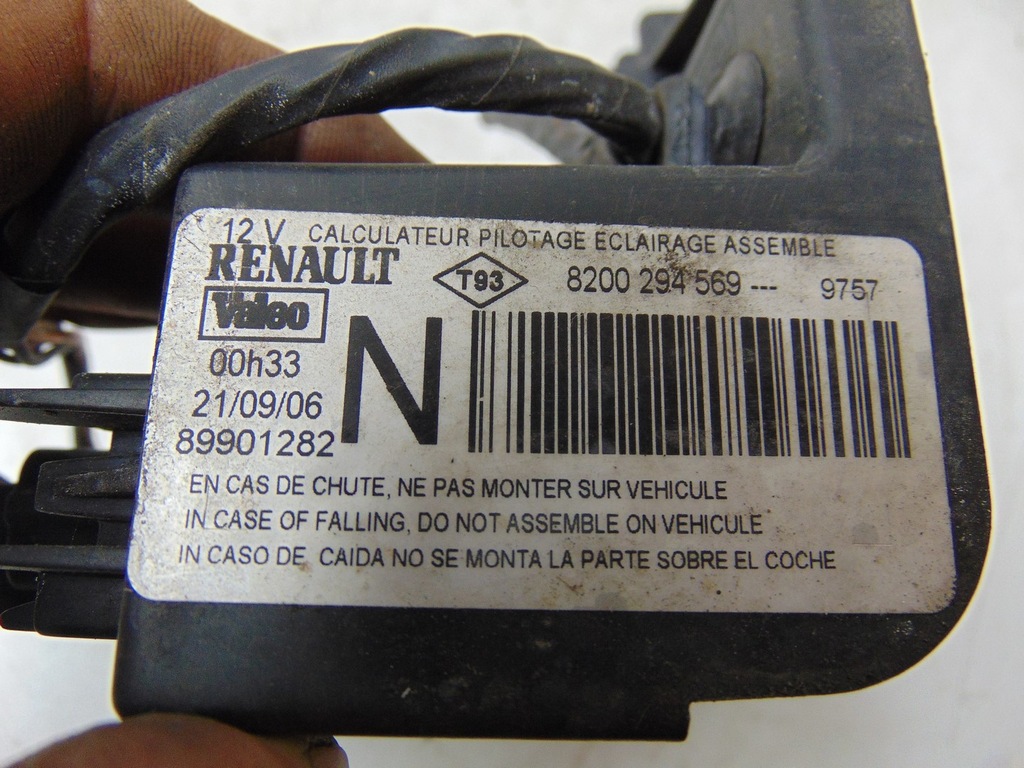 12 V CALCULATEUR PILOTAGE ECLAIRAGE ASSEMBLE
RENAULT T93 8200 294 569 --- 9757
Valeo
00h33
N
21/09/06
89901282
EN CAS DE CHUTE, NE PAS MONTER SUR VEHICULE
IN CASE OF FALLING, DO NOT ASSEMBLE ON VEHICULE
IN CASO DE CAIDA NO SE MONTA LA PARTE SOBRE EL COCHE